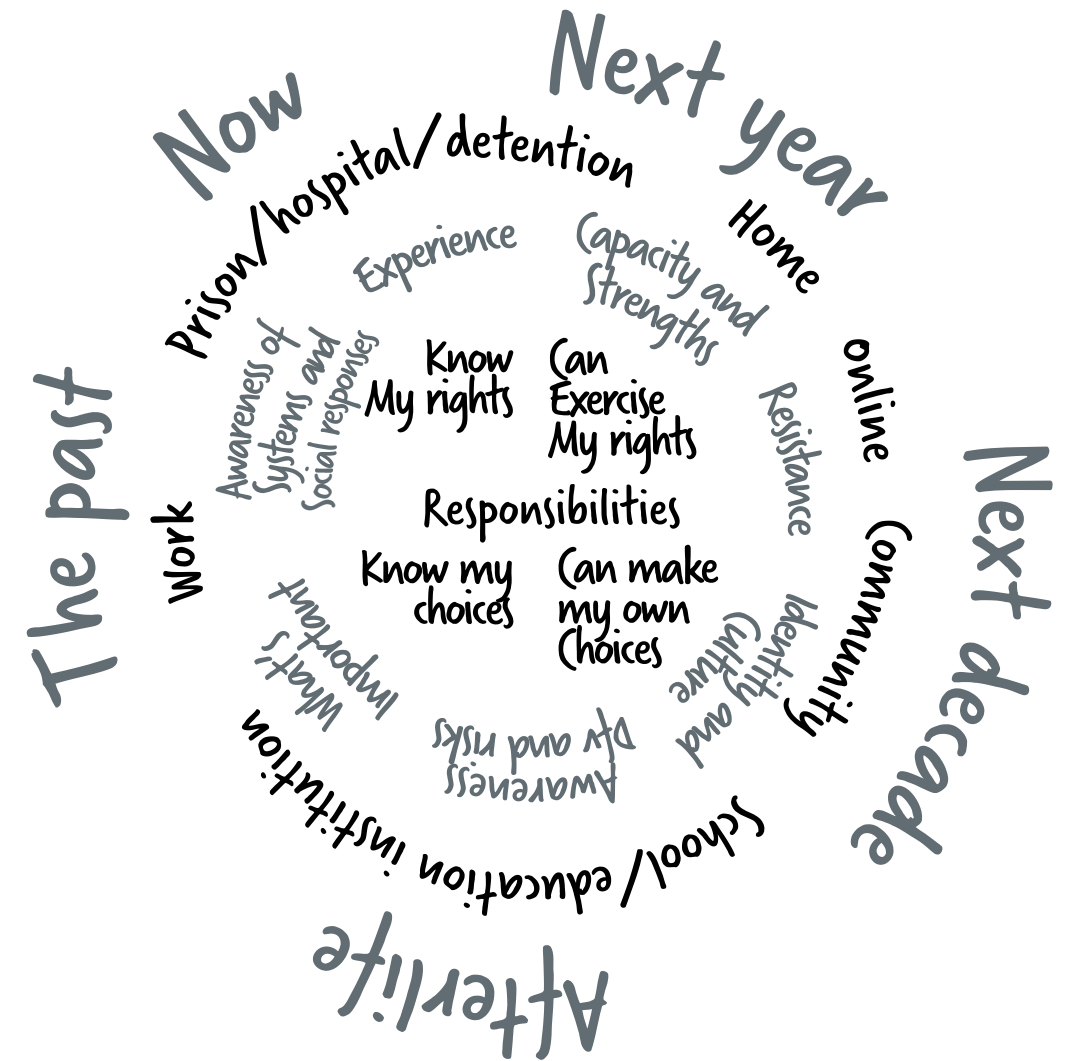 Now
Next year
Next decade
Afterlife
The past
Prison/hospital/detention
Home
online
Community
School/education institution
Work
Experience
Capacity and
Strengths
Resistance
Identity and
Culture
Awareness
Dfv and risks
What's
Important
Awareness of
Systems and
Social responses
Know
My rights
Can
Exercise
My rights
Responsibilities
Know my
choices
Can make
my own
Choices